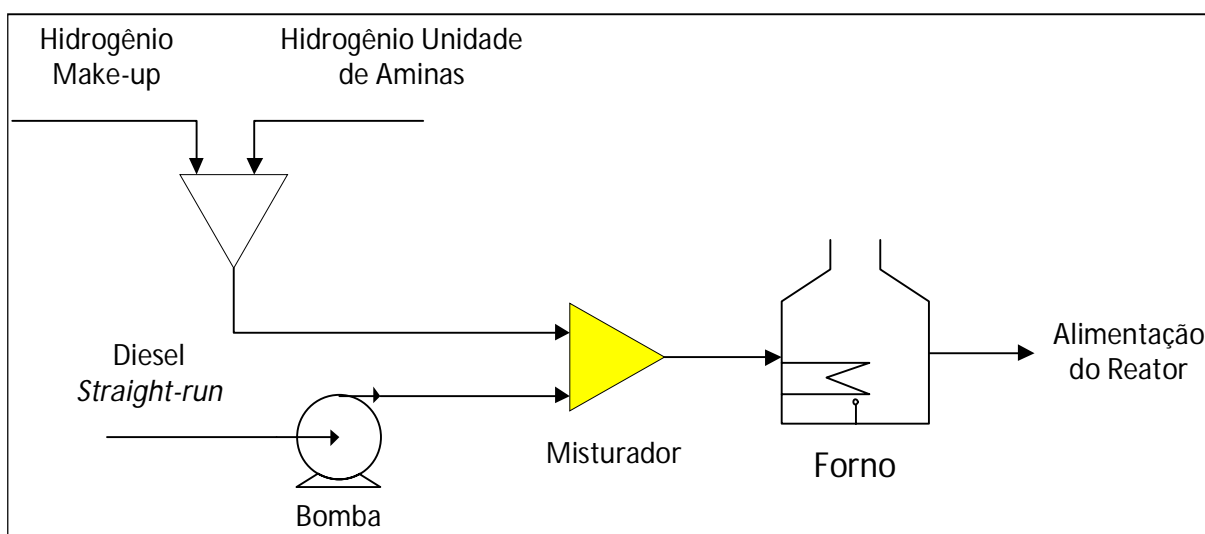 Hidrogênio
Make-up
Hidrogênio Unidade
de Aminas
Diesel
Straight-run
Bomba
Misturador
Forno
Alimentação
do Reator